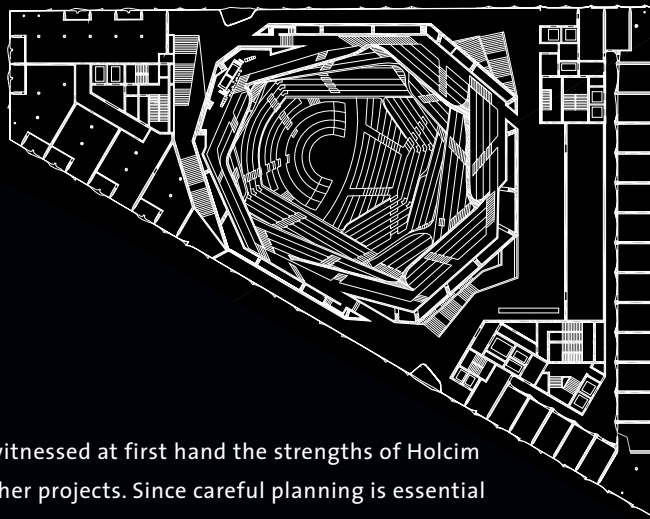 witnessed at first hand the strengths of Holcim
her projects. Since careful planning is essential